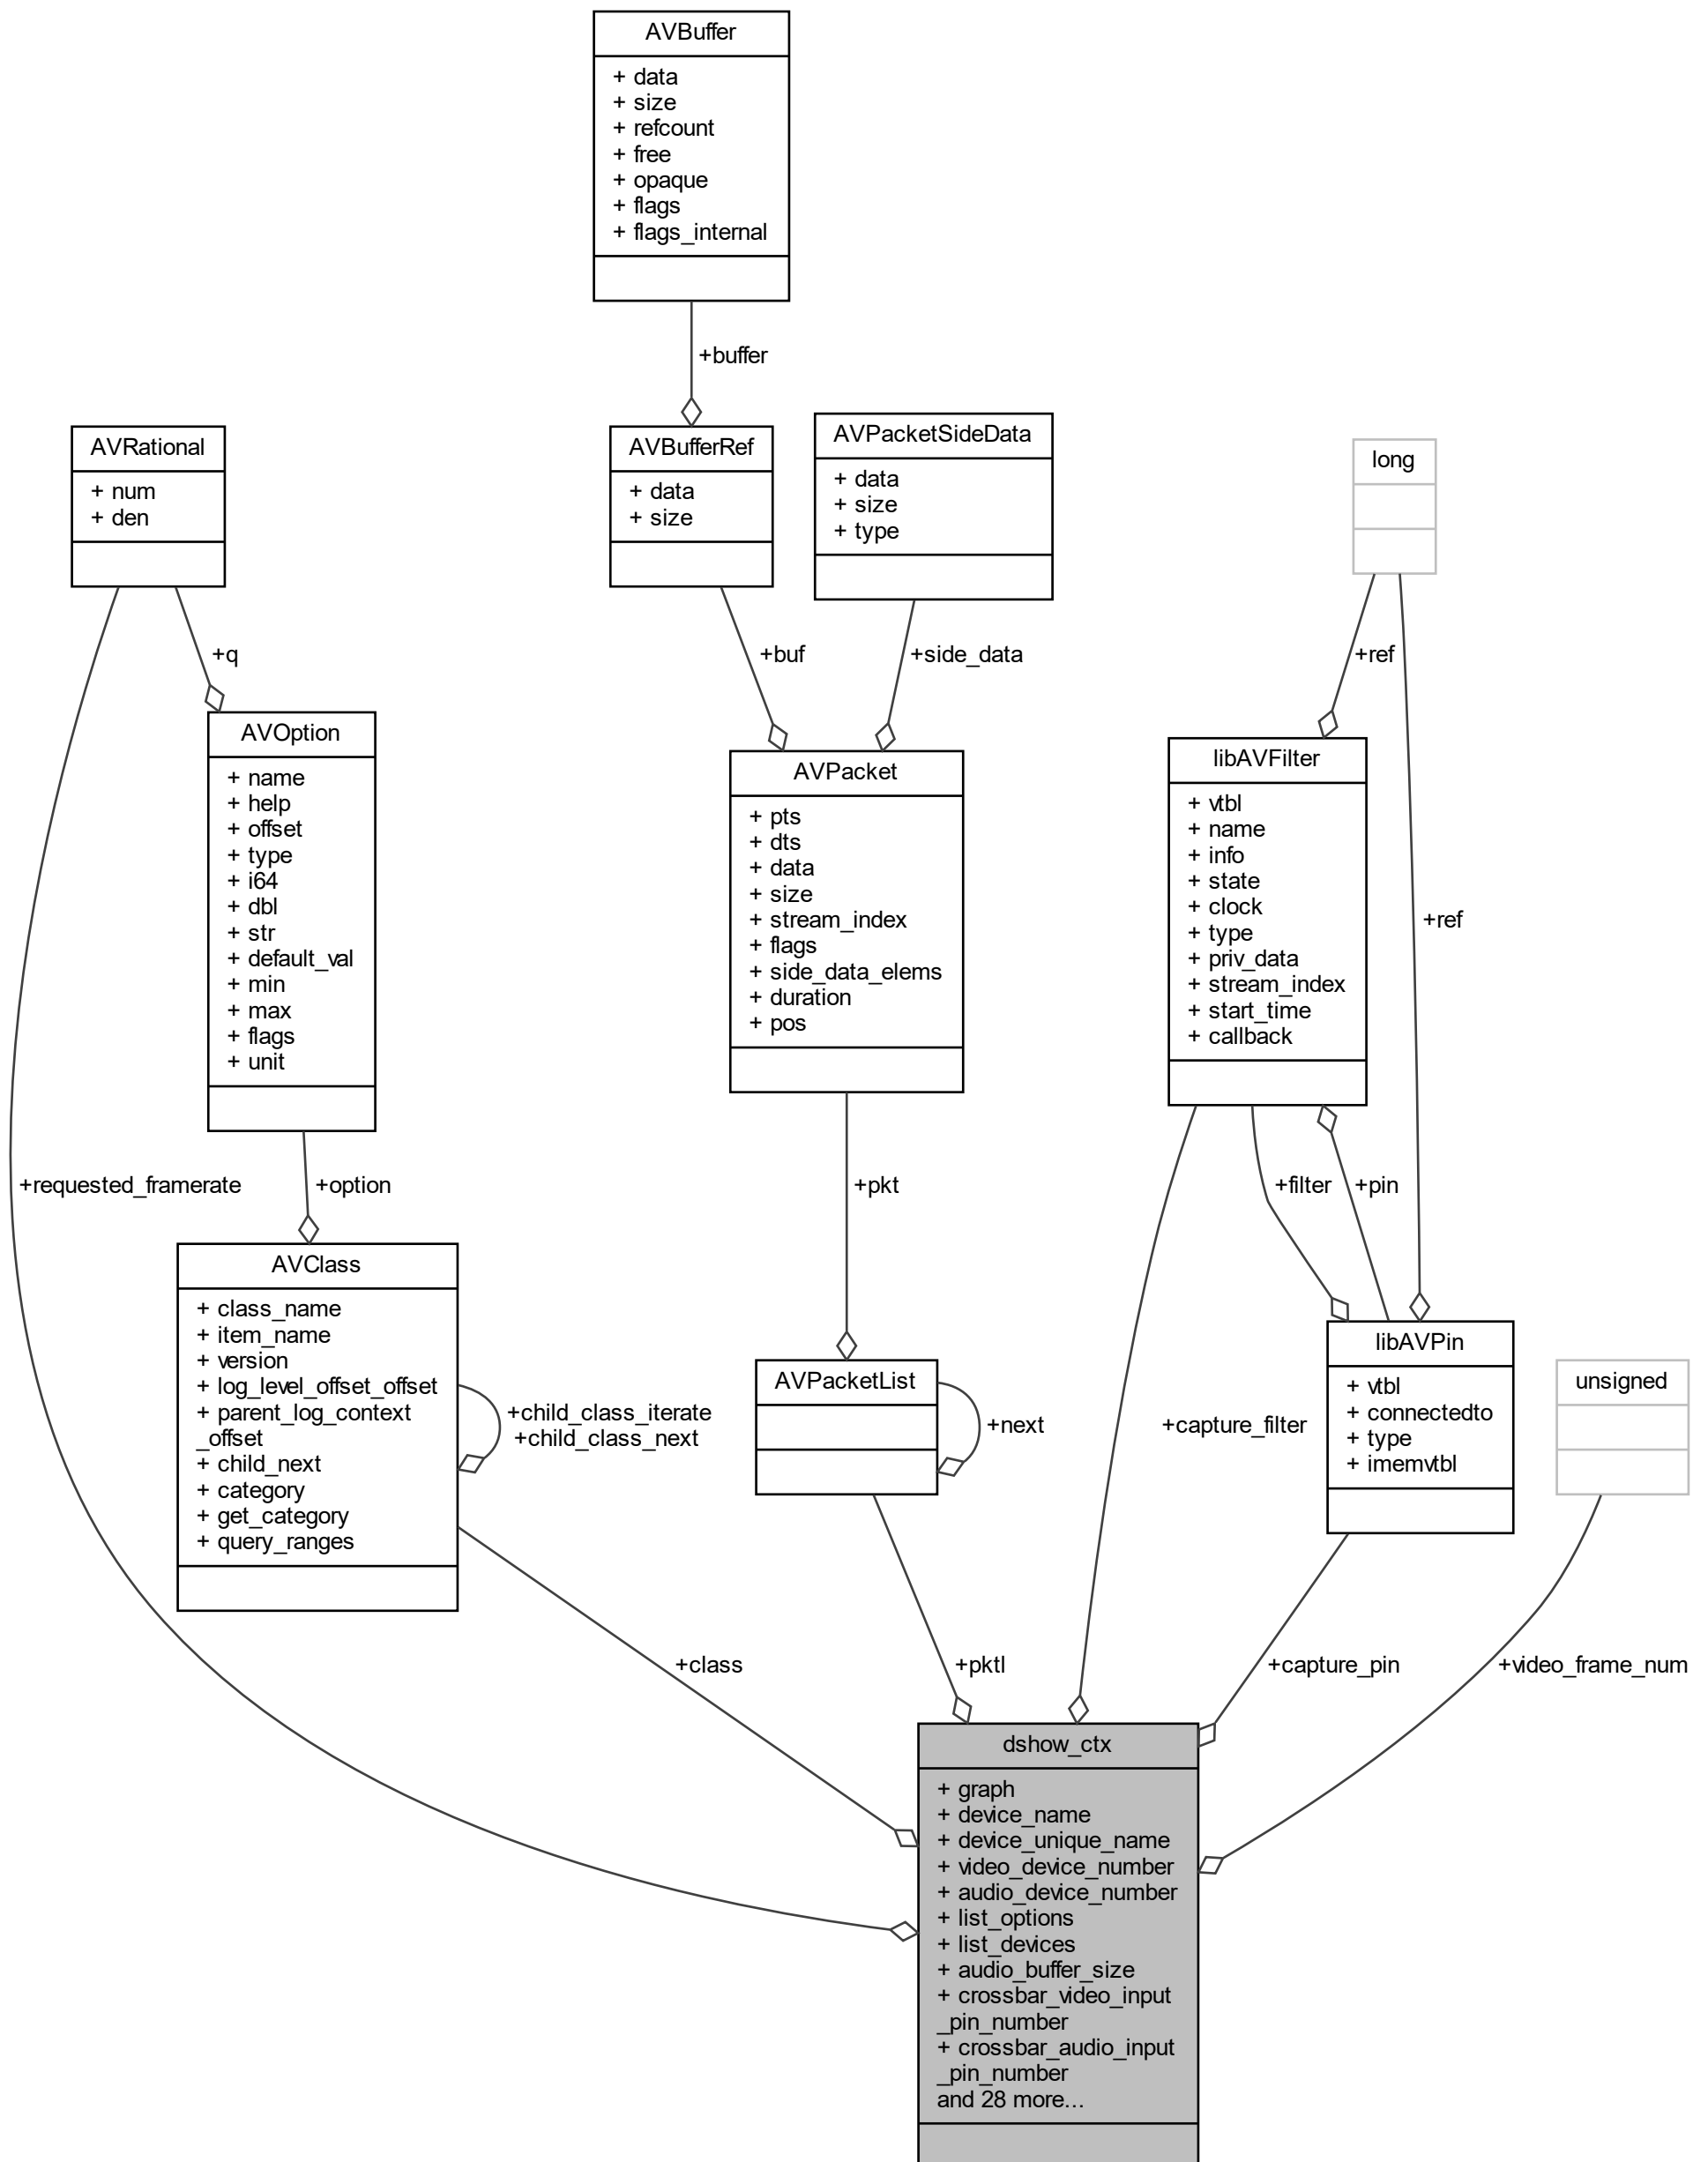 AVBuffer
+ data
+ size
+ refcount
+ free
+ opaque
+ flags
+ flags_internal
+buffer
AVRational
+ num
+ den
AVBufferRef
+ data
+ size
AVPacketSideData
+ data
+ size
+ type
long
+q
+buf
+side_data
+ref
AVOption
+ name
+ help
+ offset
+ type
+ i64
+ dbl
+ str
+ default_val
+ min
+ max
+ flags
+ unit
AVPacket
+ pts
+ dts
+ data
+ size
+ stream_index
+ flags
+ side_data_elems
+ duration
+ pos
libAVFilter
+ vtbl
+ name
+ info
+ state
+ clock
+ type
+ priv_data
+ stream_index
+ start_time
+ callback
+ref
+requested_framerate
+option
+pkt
+filter
+pin
AVClass
+ class_name
+ item_name
+ version
+ log_level_offset_offset
+ parent_log_context
_offset
+ child_next
+ category
+ get_category
+ query_ranges
+child_class_iterate
+child_class_next
AVPacketList
+next
+capture_filter
libAVPin
+ vtbl
+ connectedto
+ type
+ imemvtbl
unsigned
+class
+pktl
+capture_pin
+video_frame_num
dshow_ctx
+ graph
+ device_name
+ device_unique_name
+ video_device_number
+ audio_device_number
+ list_options
+ list_devices
+ audio_buffer_size
+ crossbar_video_input
_pin_number
+ crossbar_audio_input
_pin_number
and 28 more...